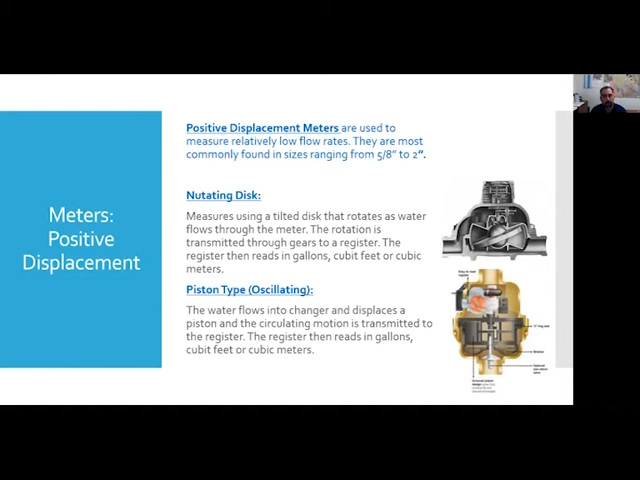 Meters:
Positive
Displacement
Positive Displacement Meters are used to
measure relatively low flow rates. They are most
commonly found in sizes ranging from 5/8" to 2".
Nutating Disk:
Measures using a tilted disk that rotates as water
flows through the meter. The rotation is
transmitted through gears to a register. The
register then reads in gallons, cubit feet or cubic
meters.
Piston Type (Oscillating):
The water flows into changer and displaces a
piston and the circulating motion is transmitted to
the register. The register then reads in gallons,
cubit feet or cubic meters.